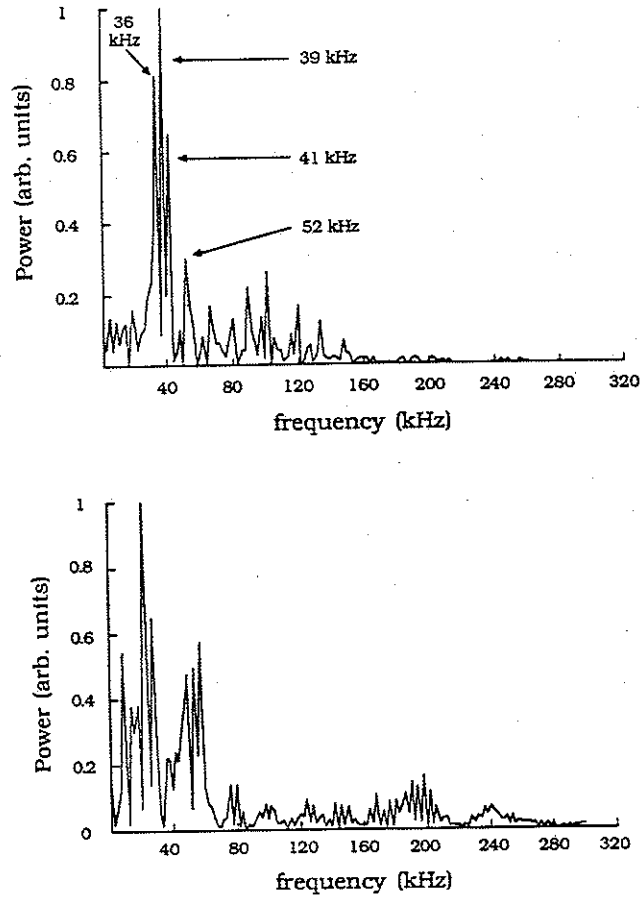 36
kHz
1
39 kHz
0.8
Power (arb. units)
0.6
41 kHz
0.4
52 kHz
0.2
40 80 120 160 200 240 280 320
frequency (kHz)
1
0.8
Power (arb. units)
0.6
0.4
0.2
0
40 80 120 160 200 240 280 320
frequency (kHz)